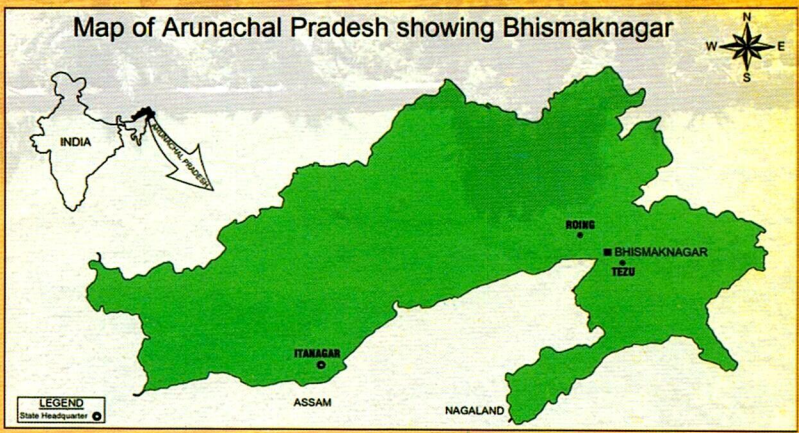 Map of Arunachal Pradesh showing Bhismaknagar
N
W E
S
INDIA
ARUNACHAL PRADESH
ROING
BHISMAKNAGAR
TEZU
ITANAGAR
LEGEND
State Headquarter
ASSAM
NAGALAND